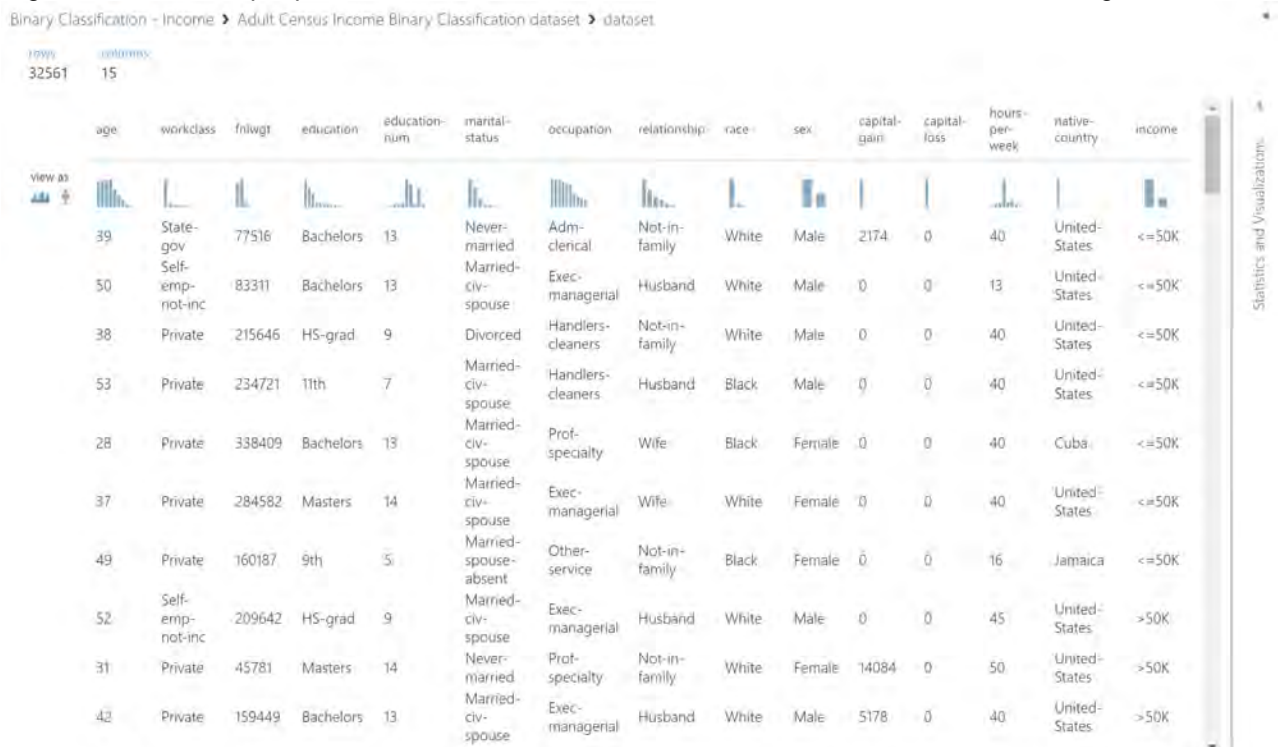 Binary Classification - Income > Adult Census Income Binary Classification dataset > dataset
rows columns
32561 15
age workclass fnlwgt education education-num marital-status occupation relationship race sex capital-gain capital-loss hours-per-week native-country income
view as
39 State-gov 77516 Bachelors 13 Never-married Adm-clerical Not-in-family White Male 2174 0 40 United-States <=50K
50 Self-emp-not-inc 83311 Bachelors 13 Married-civ-spouse Exec-managerial Husband White Male 0 0 13 United-States <=50K
38 Private 215646 HS-grad 9 Divorced Handlers-cleaners Not-in-family White Male 0 0 40 United-States <=50K
53 Private 234721 11th 7 Married-civ-spouse Handlers-cleaners Husband Black Male 0 0 40 United-States <=50K
28 Private 338409 Bachelors 13 Married-civ-spouse Prof-specialty Wife Black Female 0 0 40 Cuba <=50K
37 Private 284582 Masters 14 Married-civ-spouse Exec-managerial Wife White Female 0 0 40 United-States <=50K
49 Private 160187 9th 5 Married-spouse-absent Other-service Not-in-family Black Female 0 0 16 Jamaica <=50K
52 Self-emp-not-inc 209642 HS-grad 9 Married-civ-spouse Exec-managerial Husband White Male 0 0 45 United-States >50K
31 Private 45781 Masters 14 Never-married Prof-specialty Not-in-family White Female 14084 0 50 United-States >50K
42 Private 159449 Bachelors 13 Married-civ-spouse Exec-managerial Husband White Male 5178 0 40 United-States >50K
Statistics and Visualizations